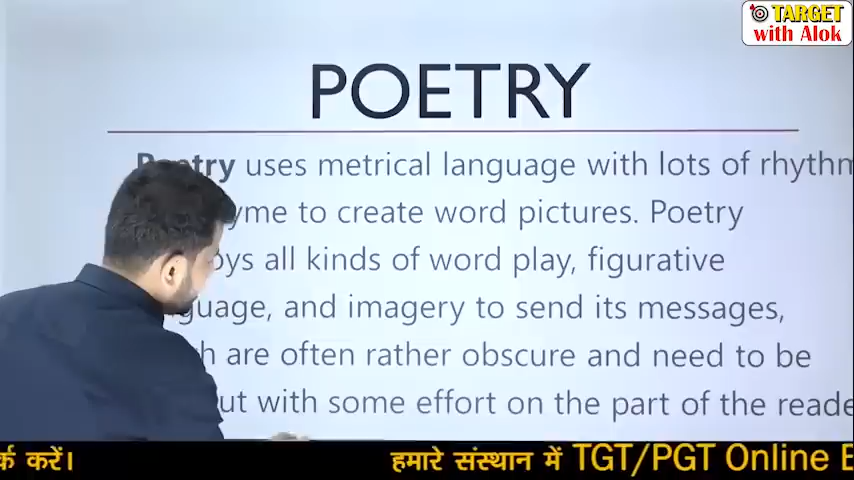 TARGET
with Alok
POETRY
Poetry uses metrical language with lots of rhythm
yme to create word pictures. Poetry
oys all kinds of word play, figurative
guage, and imagery to send its messages,
h are often rather obscure and need to be
ut with some effort on the part of the reade
र्क करें।
हमारे संस्थान में TGT/PGT Online